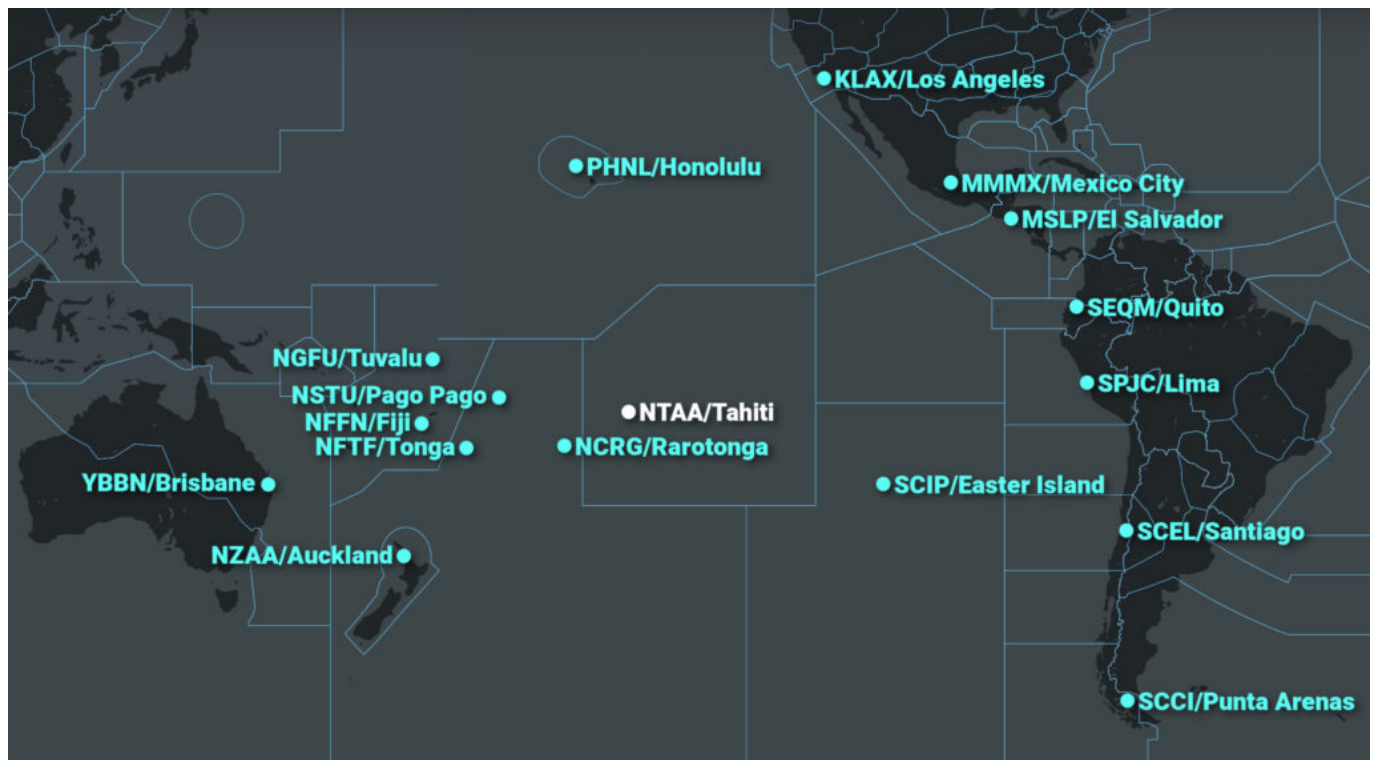 KLAX/Los Angeles
PHNL/Honolulu
MMMX/Mexico City
MSLP/El Salvador
SEQM/Quito
NGFU/Tuvalu
SPJC/Lima
NSTU/Pago Pago
NTAA/Tahiti
NFFN/Fiji
NFTF/Tonga
NCRG/Rarotonga
YBBN/Brisbane
SCIP/Easter Island
SCEL/Santiago
NZAA/Auckland
SCCI/Punta Arenas